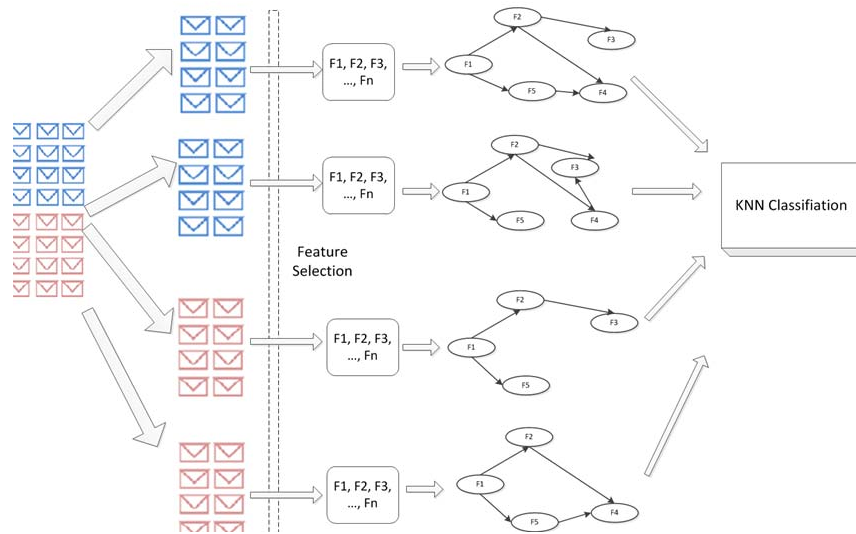 F1, F2, F3,
..., Fn
F2
F3
F1
F5
F4
F1, F2, F3,
..., Fn
F2
F3
F1
F5
F4
KNN Classifiation
Feature
Selection
F1, F2, F3,
..., Fn
F2
F3
F1
F5
F1, F2, F3,
..., Fn
F2
F1
F4
F5